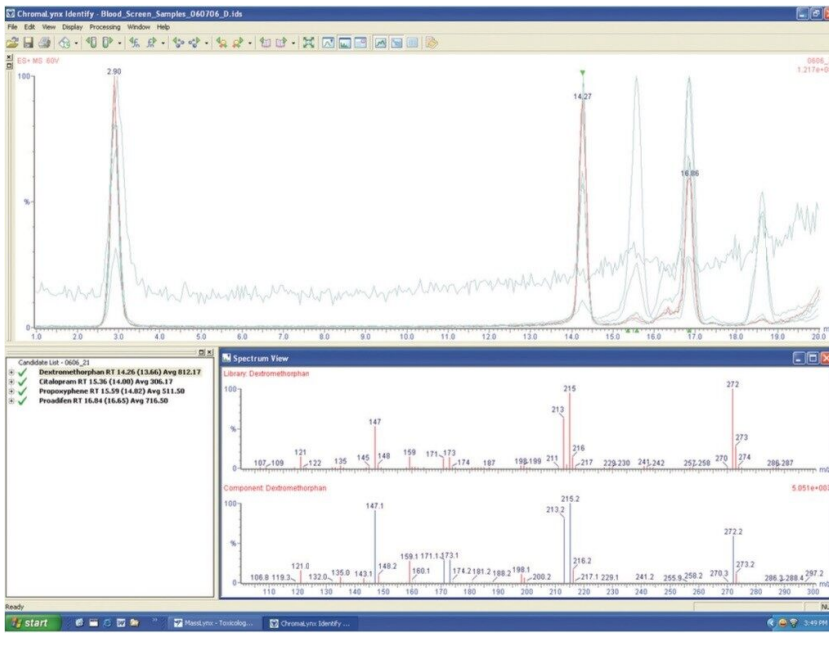 ChromaLynx Identify - Blood_Screen_Samples_060706_D.ids
File Edit View Display Processing Window Help
ES+ MS 60V
0606_
2.90
100
14.27
16.86
%
0
1.0 2.0 3.0 4.0 5.0 6.0 7.0 8.0 9.0 10.0 11.0 12.0 13.0 14.0 15.0 16.0 17.0 18.0 19.0 20.0
Candidate List - 0606_21
Dextromethorphan RT 14.26 (13.66) Avg 812.17
Citalopram RT 15.36 (14.00) Avg 306.17
Propoxyphene RT 15.59 (14.82) Avg 511.50
Proadifen RT 16.84 (16.65) Avg 716.50
Spectrum View
Library: Dextromethorphan
100
%
0
107 109 121 122 135 145 147 148 159 171 173 174 187 198 199 211 213 215 216 217 229 230 241 242 257 258 270 272 273 274 286 287
Component: Dextromethorphan
100
%
0
106.8 119.3 121.0 132.0 135.0 143.1 147.1 148.2 159.1 160.1 171.1 173.1 174.2 181.2 188.2 198.1 200.2 213.2 215.2 216.2 217.1 229.1 241.2 255.9 258.2 270.3 272.2 273.2 286.3 288.4 297.2
110 120 130 140 150 160 170 180 190 200 210 220 230 240 250 260 270 280 290 300
Ready
start
MassLynx - Toxicolog...
ChromaLynx Identify ...
3:49 PM